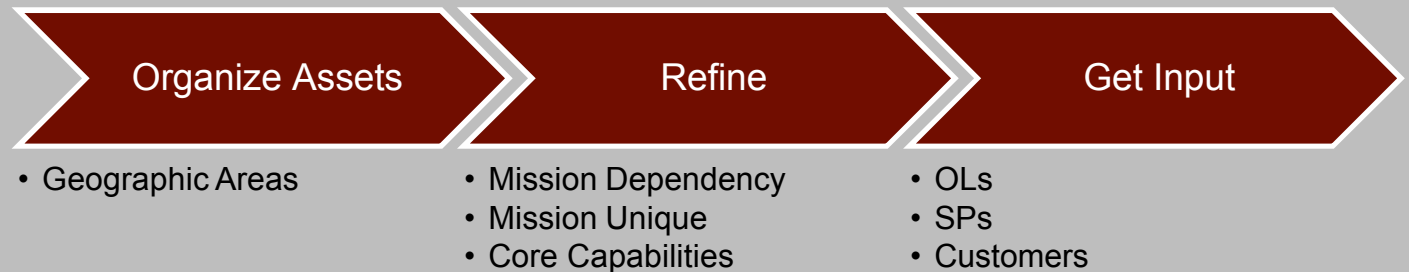 Organize Assets
• Geographic Areas
Refine
• Mission Dependency
• Mission Unique
• Core Capabilities
Get Input
• OLs
• SPs
• Customers